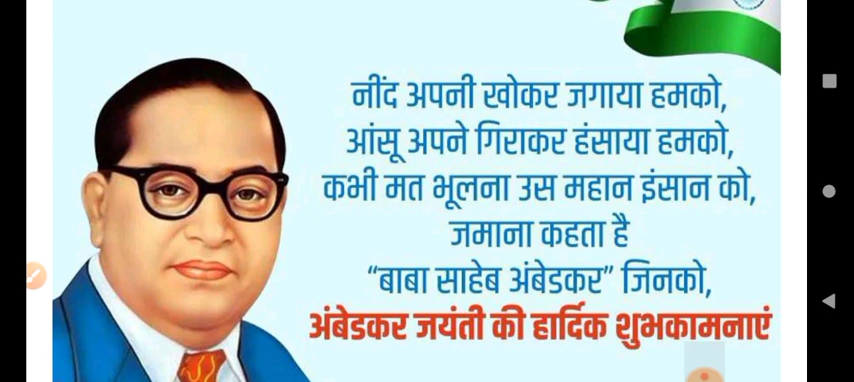 नींद अपनी खोकर जगाया हमको,
आंसू अपने गिराकर हंसाया हमको,
कभी मत भूलना उस महान इंसान को,
जमाना कहता है
“बाबा साहेब अंबेडकर” जिनको,
अंबेडकर जयंती की हार्दिक शुभकामनाएं